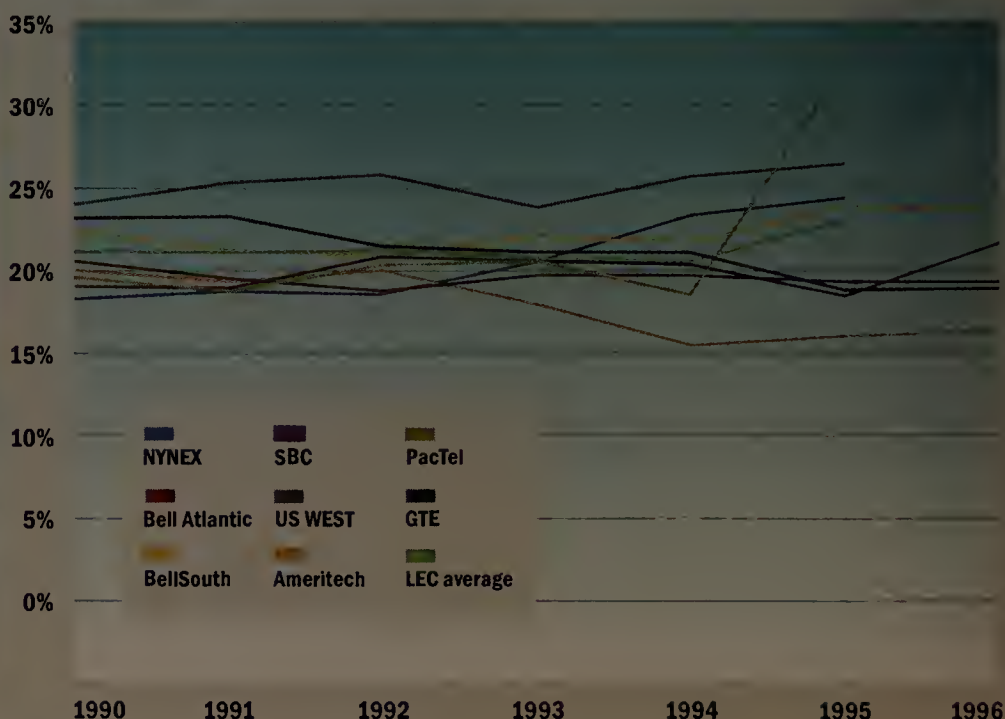 35%
30%
25%
20%
15%
10%
5%
0%
NYNEX SBC PacTel
Bell Atlantic US WEST GTE
BellSouth Ameritech LEC average
1990 1991 1992 1993 1994 1995 1996